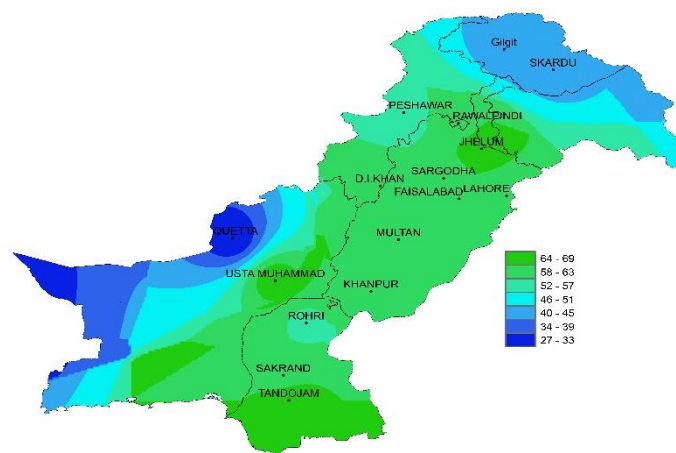 Gilgit
SKARDU
PESHAWAR
RAWALPINDI
JHELUM
SARGODHA
D.I.KHAN
FAISALABAD
LAHORE
QUETTA
MULTAN
USTA MUHAMMAD
KHANPUR
ROHRI
SAKRAND
TANDOJAM
64 - 69
58 - 63
52 - 57
46 - 51
40 - 45
34 - 39
27 - 33